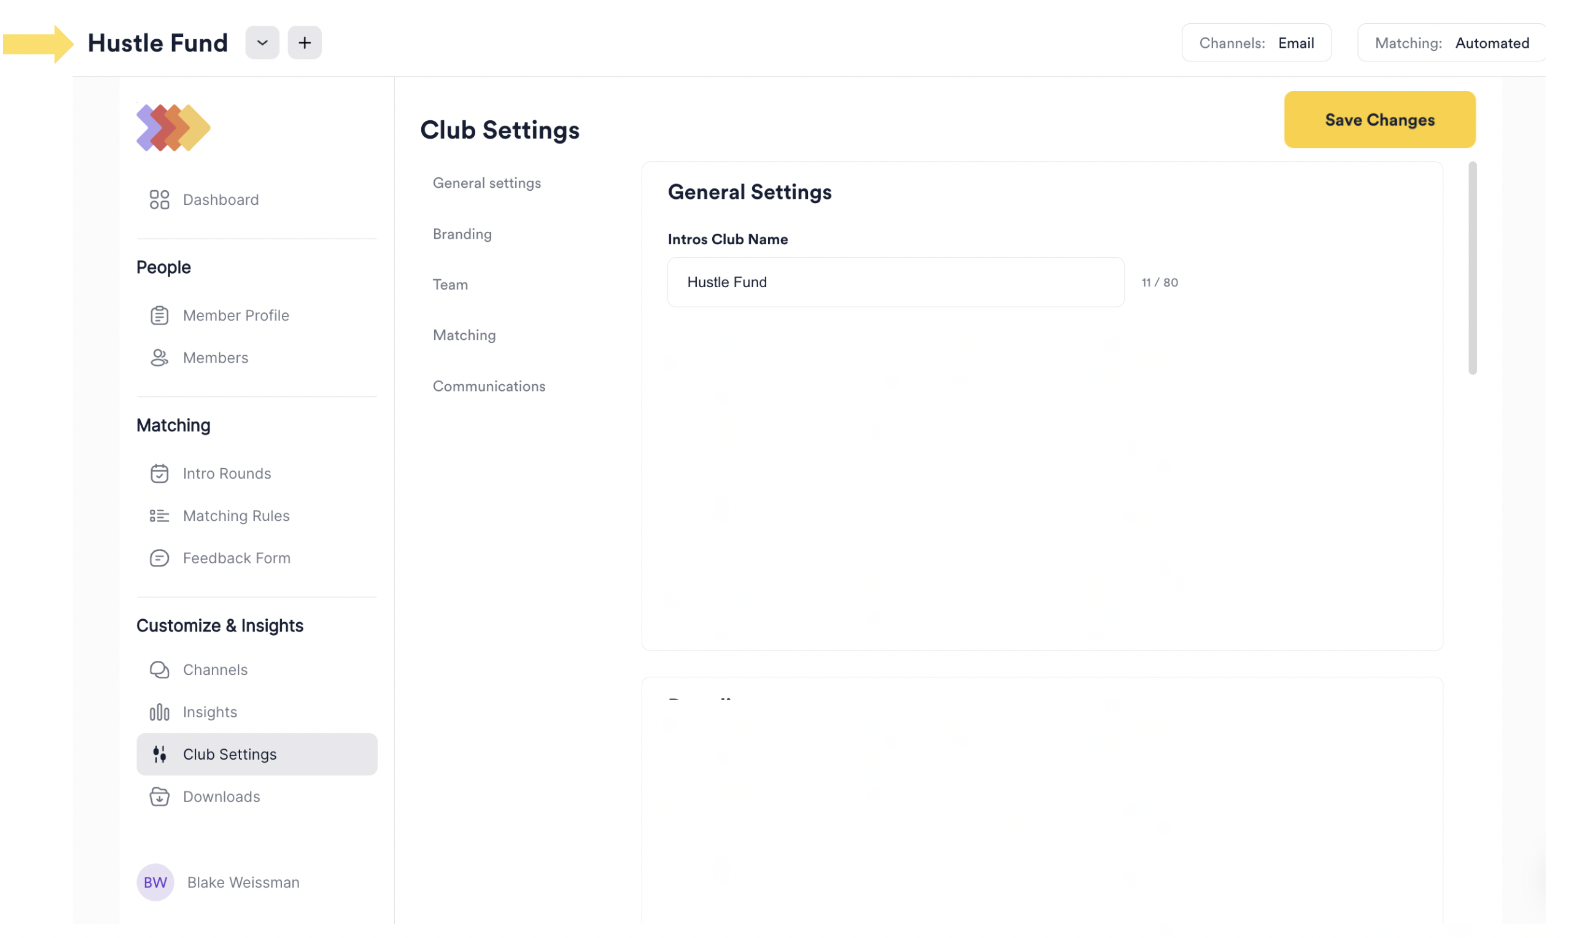 Hustle Fund
Channels: Email
Matching: Automated
Dashboard
People
Member Profile
Members
Matching
Intro Rounds
Matching Rules
Feedback Form
Customize & Insights
Channels
Insights
Club Settings
Downloads
BW
Blake Weissman
Club Settings
Save Changes
General settings
Branding
Team
Matching
Communications
General Settings
Intros Club Name
Hustle Fund
11 / 80